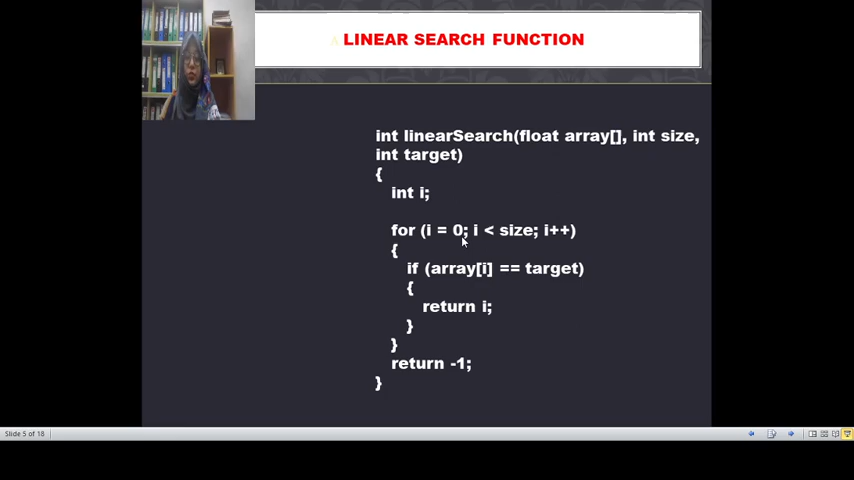 A LINEAR SEARCH FUNCTION
int linearSearch(float array[], int size,
int target)
{
int i;
for (i = 0; i < size; i++)
{
if (array[i] == target)
{
return i;
}
}
return -1;
}
Slide 5 of 18